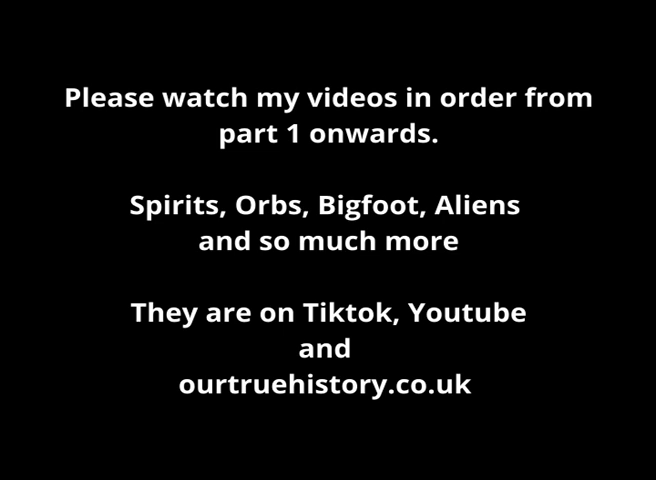 Please watch my videos in order from
part 1 onwards.
Spirits, Orbs, Bigfoot, Aliens
and so much more
They are on Tiktok, Youtube
and
ourtruehistory.co.uk